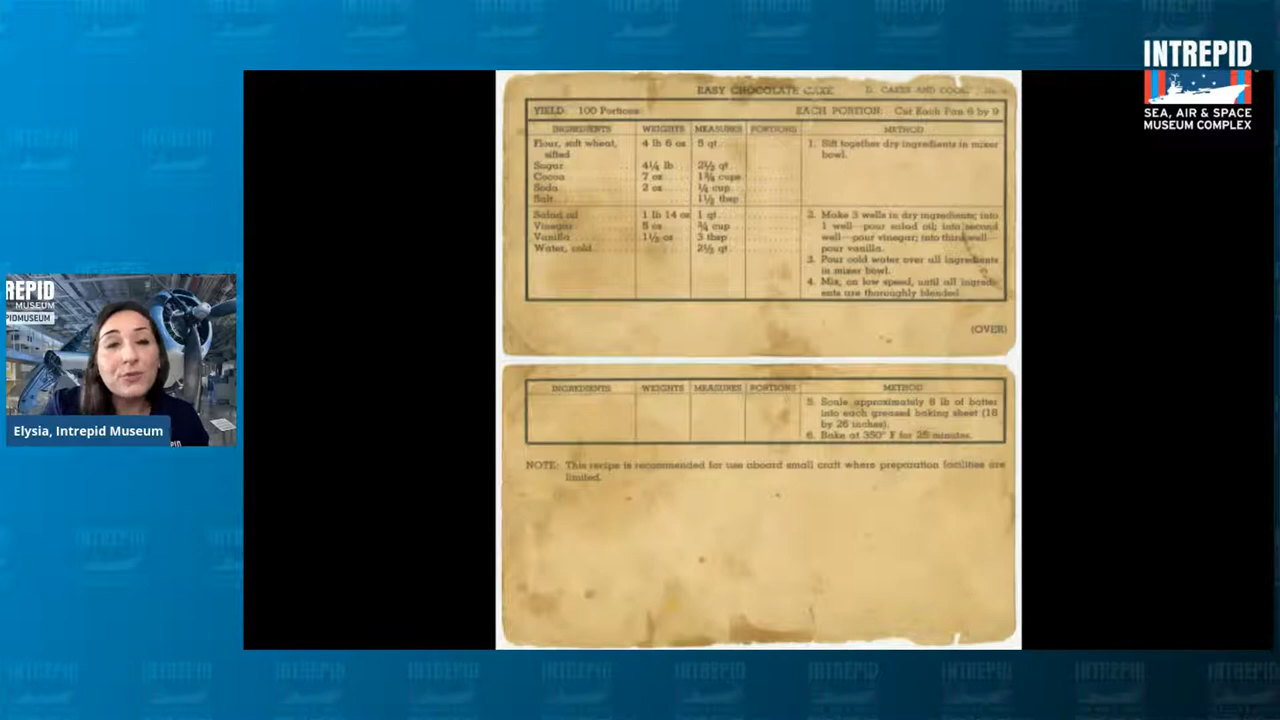 INTREPID
SEA, AIR & SPACE
MUSEUM COMPLEX
EASY CHOCOLATE CAKE D. CAKES AND
YIELD: 100 Portions EACH PORTION: Cut Each Pan 6 by 9
INGREDIENTS WEIGHTS MEASURES PORTIONS METHOD
Flour, soft wheat, 4 lb 6 oz 5 qt 1. Sift together dry ingredients in mixer
sifted bowl.
Sugar 4¼ lb 2½ qt
Cocoa 7 oz 1¾ cups
Soda 2 oz ¼ cup
Salt 1½ tbsp
Salad oil 1 lb 14 oz 1 qt 2. Make 3 wells in dry ingredients; into
Vinegar 5 oz ¾ cup 1 well—pour salad oil; into second
Vanilla 1½ oz 3 tbsp well—pour vinegar; into third well—
Water, cold 2½ qt pour vanilla.
3. Pour cold water over all ingredients
in mixer bowl.
4. Mix, on low speed, until all ingredi-
ents are thoroughly blended.
(OVER)
INGREDIENTS WEIGHTS MEASURES PORTIONS METHOD
5. Scale approximately 6 lb of batter
into each greased baking sheet (18
by 26 inches).
6. Bake at 350° F for 25 minutes.
NOTE: This recipe is recommended for use aboard small craft where preparation facilities are
limited.
REPID
MUSEUM
PIDMUSEUM
Elysia, Intrepid Museum